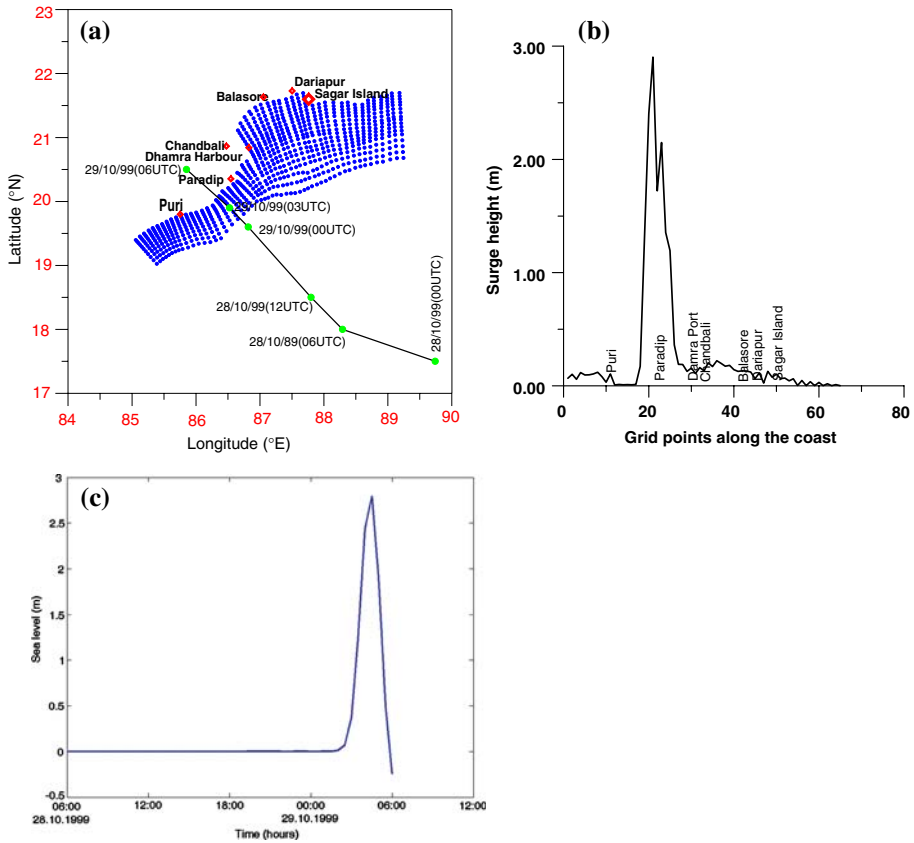 (a)
Latitude (°N)
23
22
21
20
19
18
17
Dariapur
Balasore
Sagar Island
Chandbali
Dhamra Harbour
29/10/99(06UTC)
Paradip
29/10/99(03UTC)
Puri
29/10/99(00UTC)
28/10/99(12UTC)
28/10/89(06UTC)
28/10/99(00UTC)
84 85 86 87 88 89 90
Longitude (°E)
(b)
Surge height (m)
3.00
2.00
1.00
0.00
Puri
Paradip
Diamra Port
Chandbali
Balasore
Dariapur
Sagar Island
0 20 40 60 80
Grid points along the coast
(c)
Sea level (m)
3
2.5
2
1.5
1
0.5
0
-0.5
06:00 12:00 18:00 00:00 06:00 12:00
28.10.1999 29.10.1999
Time (hours)